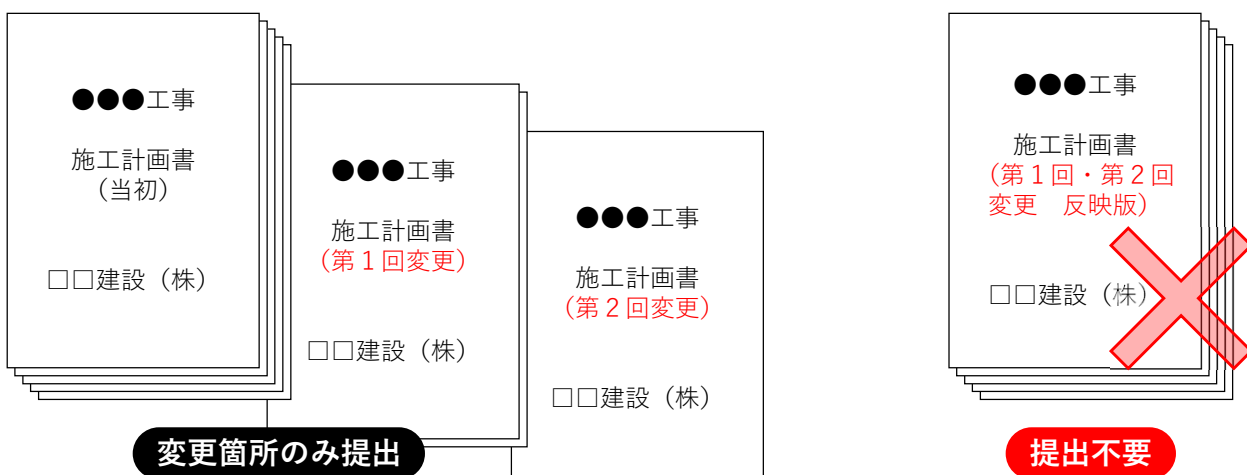 ●●●工事
施工計画書
（当初）
□□建設（株）
●●●工事
施工計画書
（第１回変更）
□□建設（株）
●●●工事
施工計画書
（第２回変更）
□□建設（株）
変更箇所のみ提出
●●●工事
施工計画書
（第１回・第２回
変更　反映版）
□□建設（株）
提出不要